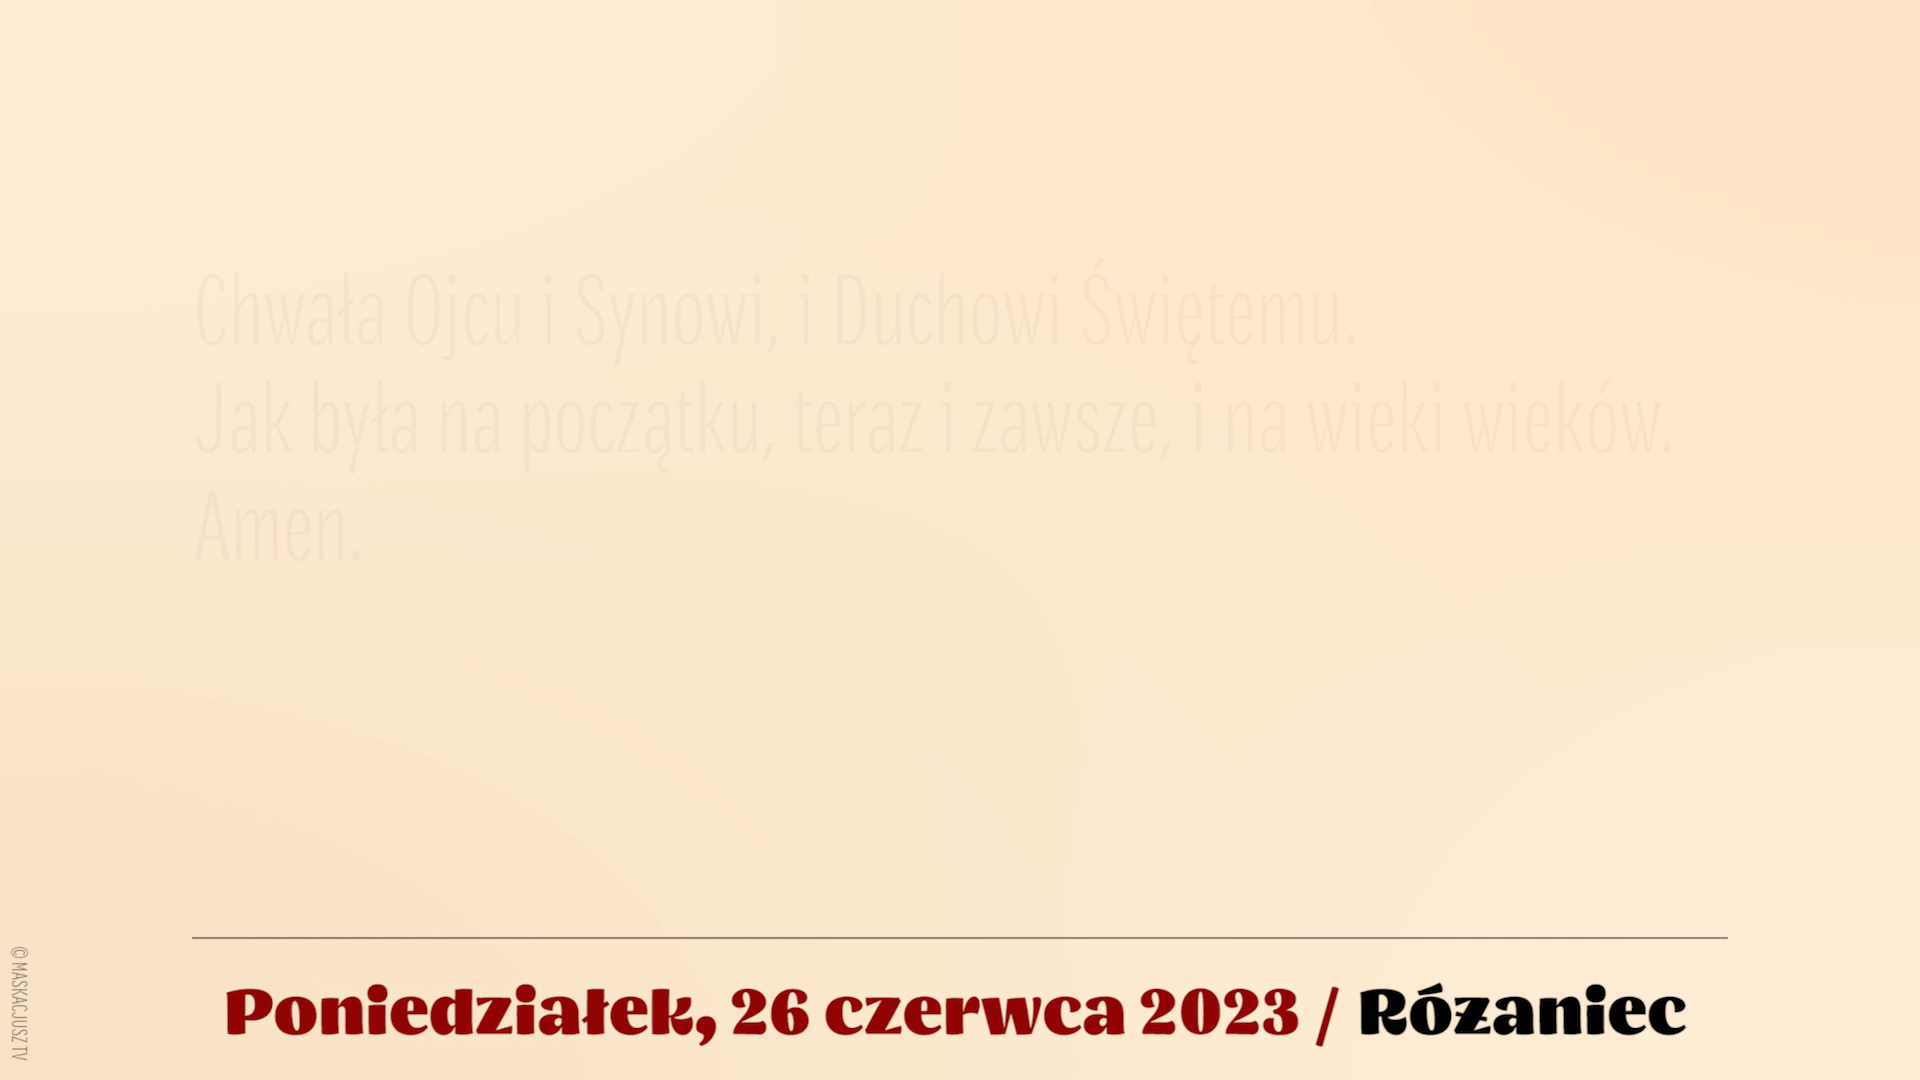 Chwała Ojcu i Synowi, i Duchowi Świętemu.
Jak była na początku, teraz i zawsze, i na wieki wieków.
Amen.
Poniedziałek, 26 czerwca 2023 / Różaniec
© MASKACJUSZ TV